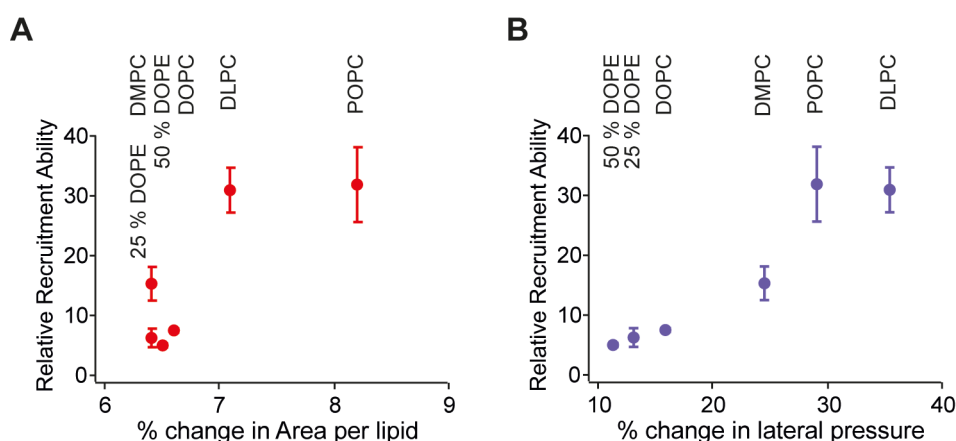 A
DMPC
25 % DOPE
50 % DOPE
DOPC
DLPC
POPC
Relative Recruitment Ability
40
30
20
10
0
6
7
8
9
% change in Area per lipid
B
50 % DOPE
25 % DOPE
DOPC
DMPC
POPC
DLPC
Relative Recruitment Ability
40
30
20
10
0
10
20
30
40
% change in lateral pressure